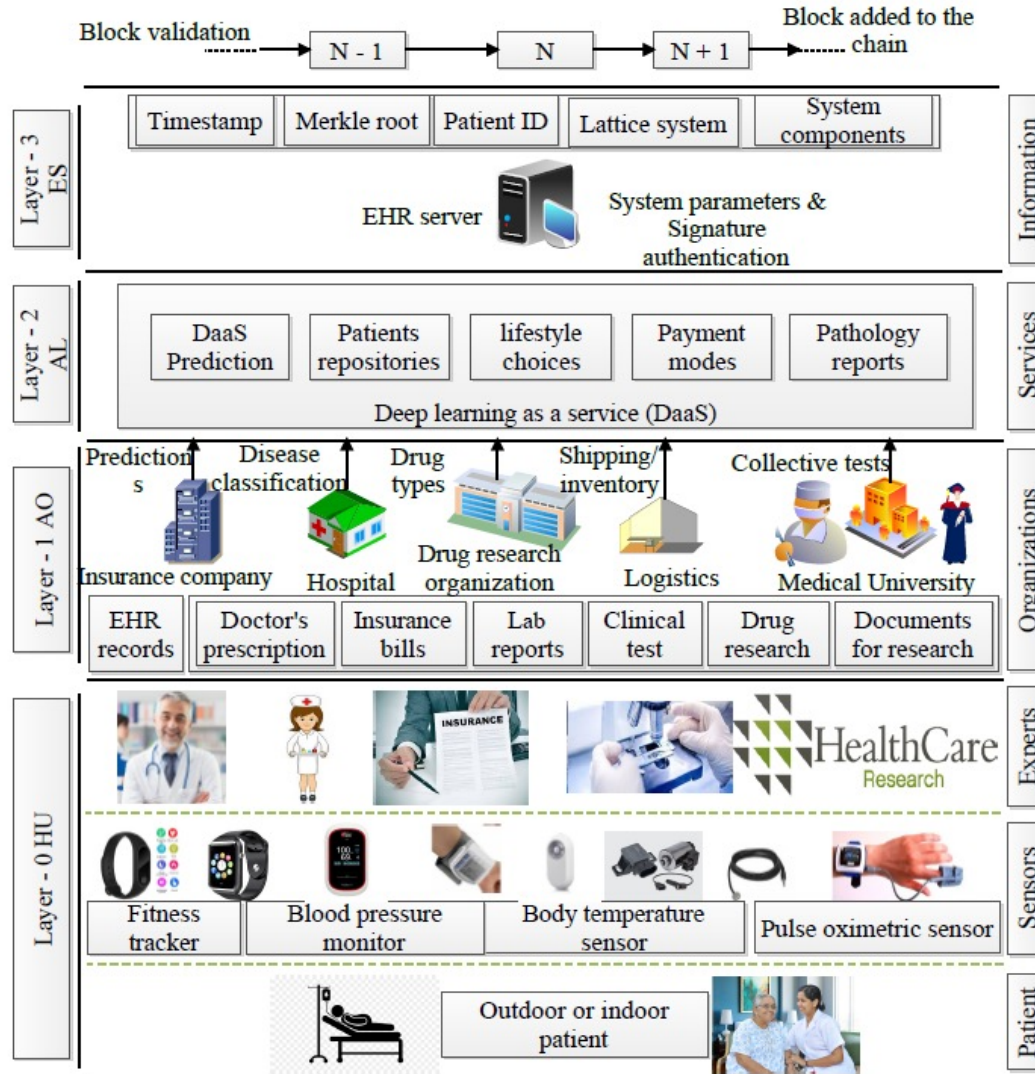 Block validation
N - 1
N
N + 1
Block added to the
chain
Layer - 3
ES
Timestamp
Merkle root
Patient ID
Lattice system
System
components
EHR server
System parameters &
Signature
authentication
Information
Layer - 2
AL
DaaS
Prediction
Patients
repositories
lifestyle
choices
Payment
modes
Pathology
reports
Deep learning as a service (DaaS)
Services
Layer - 1 AO
Prediction
s
Disease
classification
Drug
types
Shipping/
inventory
Collective tests
Insurance company
Hospital
Drug research
organization
Logistics
Medical University
EHR
records
Doctor's
prescription
Insurance
bills
Lab
reports
Clinical
test
Drug
research
Documents
for research
Organizations
Layer - 0 HU
INSURANCE
HealthCare
Research
Experts
Fitness
tracker
Blood pressure
monitor
Body temperature
sensor
Pulse oximetric sensor
Sensors
Outdoor or indoor
patient
Patient